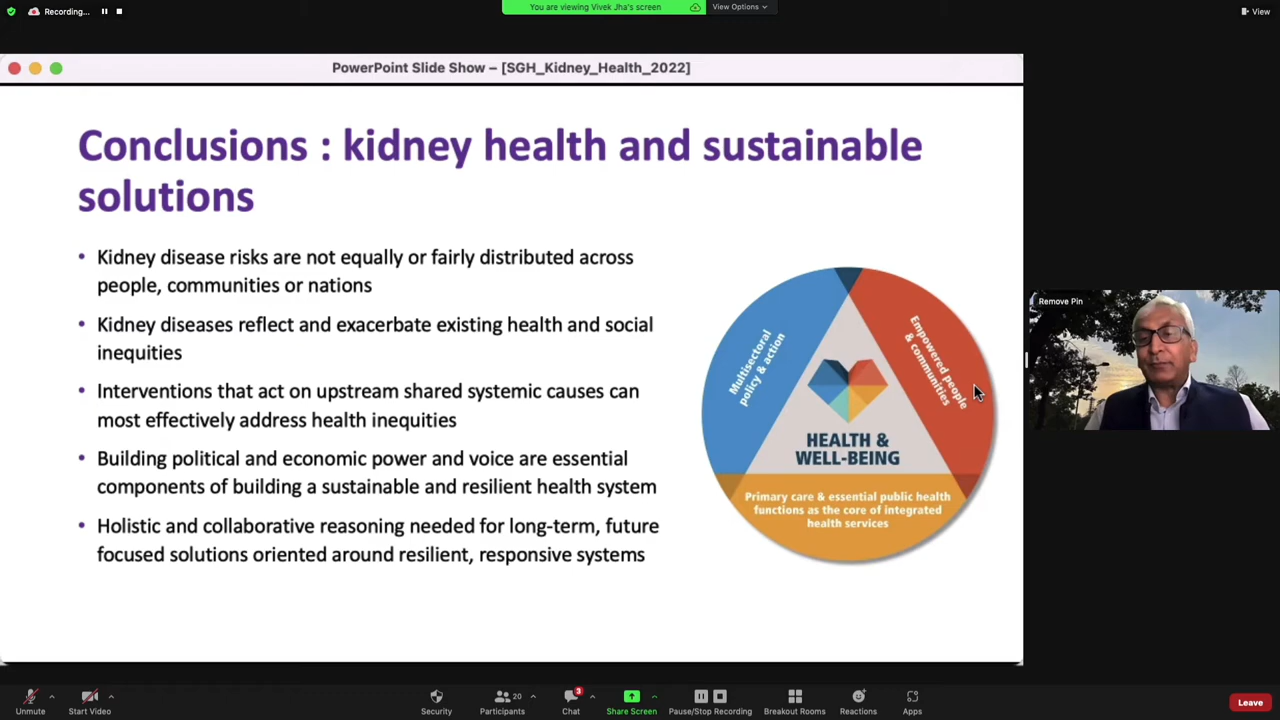 Recording...
You are viewing Vivek Jha's screen
View Options
View
PowerPoint Slide Show – [SGH_Kidney_Health_2022]
Conclusions : kidney health and sustainable
solutions
• Kidney disease risks are not equally or fairly distributed across
people, communities or nations
• Kidney diseases reflect and exacerbate existing health and social
inequities
• Interventions that act on upstream shared systemic causes can
most effectively address health inequities
• Building political and economic power and voice are essential
components of building a sustainable and resilient health system
• Holistic and collaborative reasoning needed for long-term, future
focused solutions oriented around resilient, responsive systems
Multisectoral
policy & action
Empowered people
& communities
HEALTH &
WELL-BEING
Primary care & essential public health
functions as the core of integrated
health services
Remove Pin
Unmute
Start Video
Security
20
Participants
3
Chat
Share Screen
Pause/Stop Recording
Breakout Rooms
Reactions
Apps
Leave